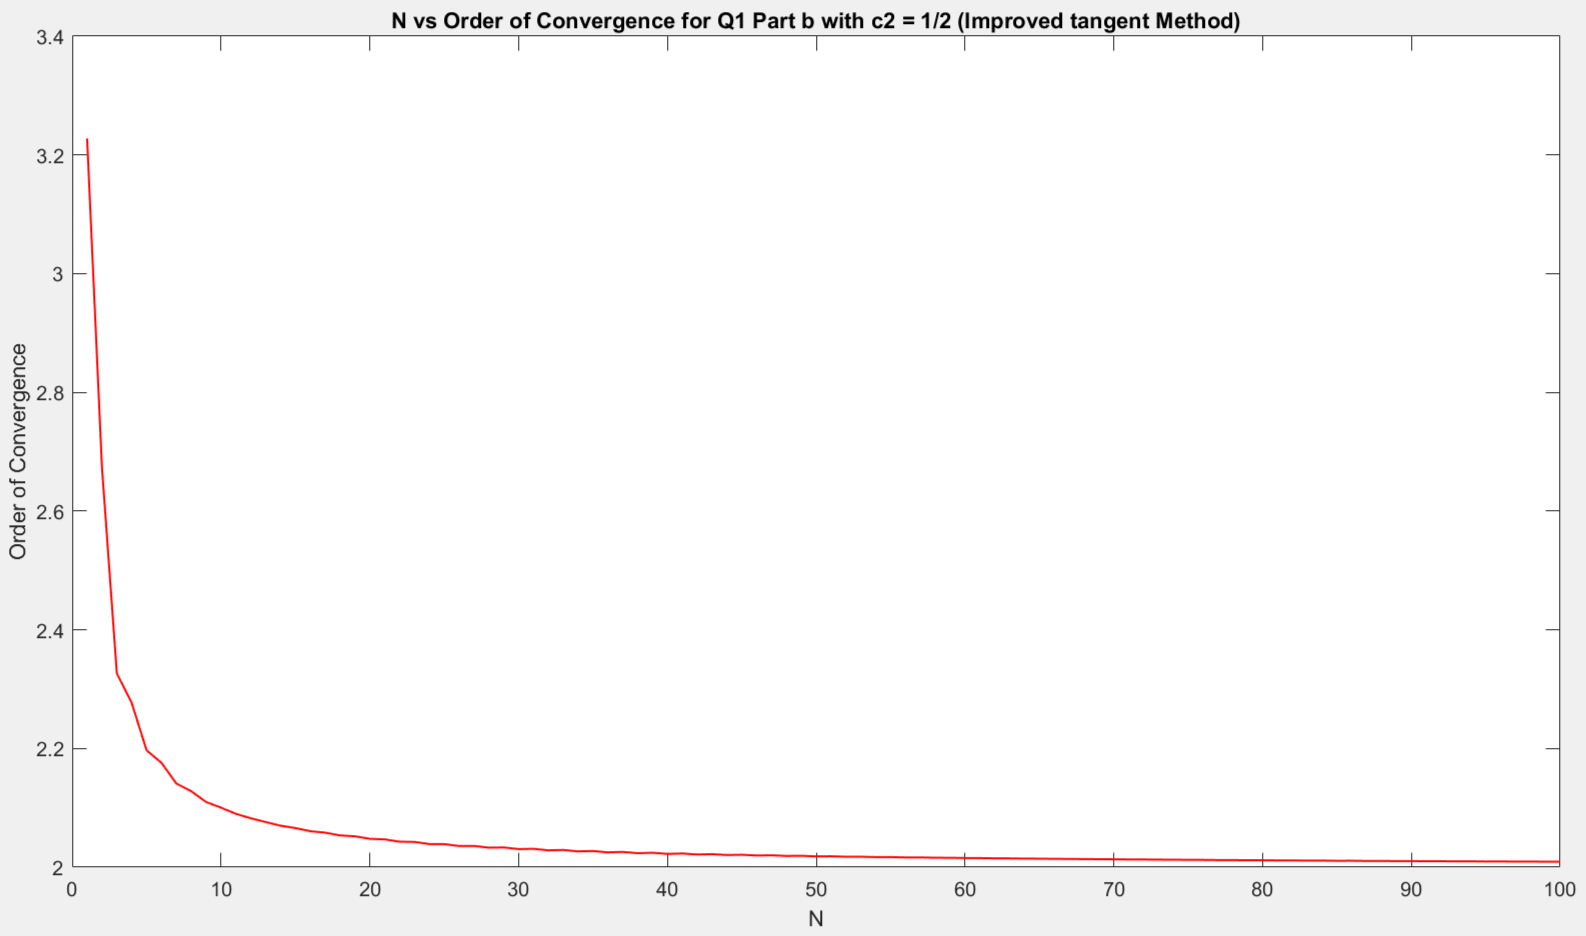 N vs Order of Convergence for Q1 Part b with c2 = 1/2 (Improved tangent Method)
Order of Convergence
3.4
3.2
3
2.8
2.6
2.4
2.2
2
0 10 20 30 40 50 60 70 80 90 100
N